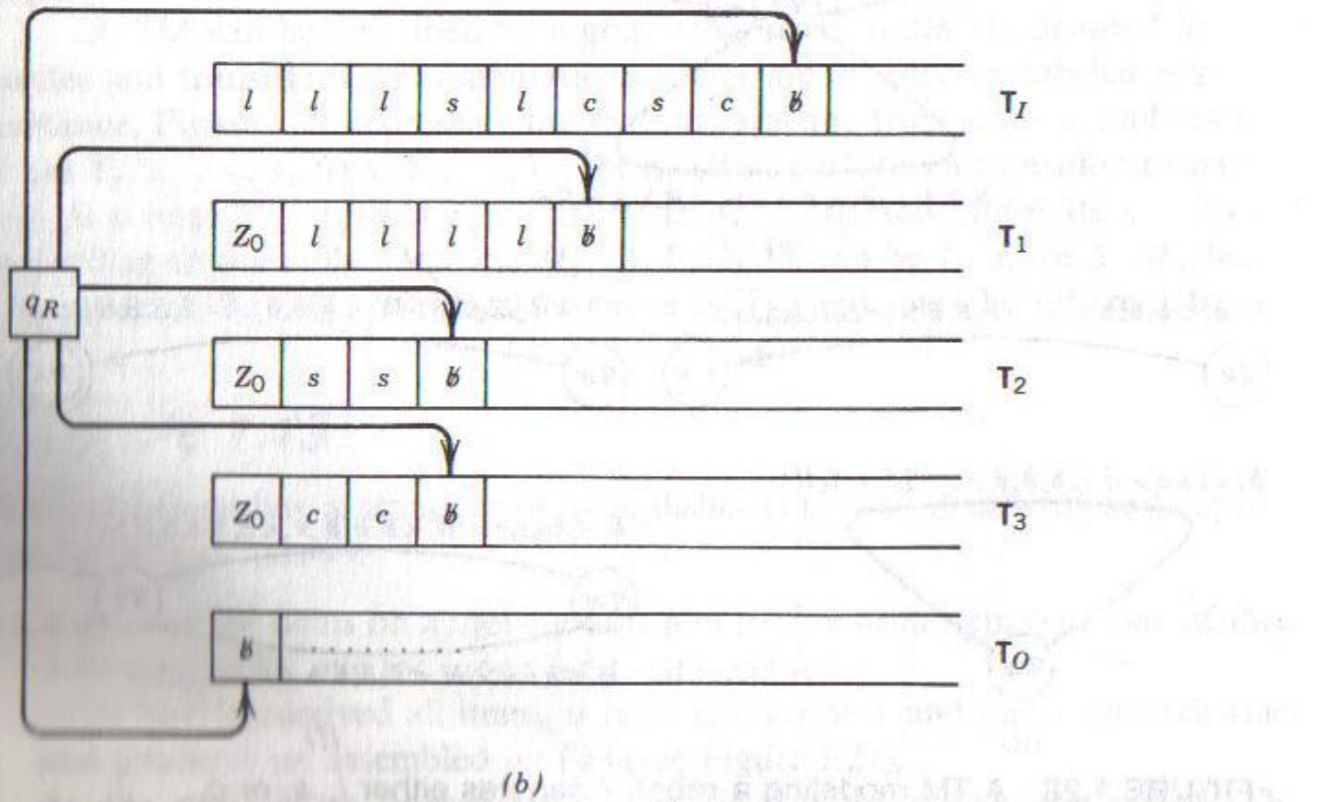 l l l s l c s c ƀ T_I
Z₀ l l l l ƀ T₁
q_R
Z₀ s s ƀ T₂
Z₀ c c ƀ T₃
ƀ T_O
(b)